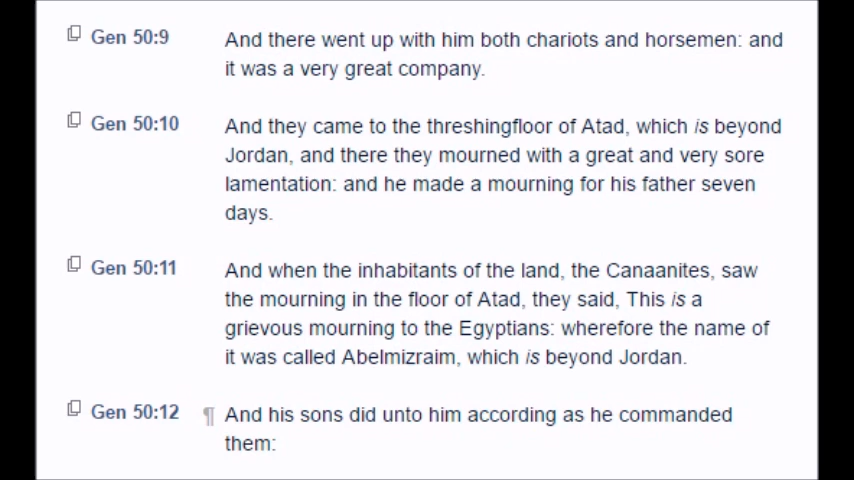 Gen 50:9 And there went up with him both chariots and horsemen: and
it was a very great company.
Gen 50:10 And they came to the threshingfloor of Atad, which is beyond
Jordan, and there they mourned with a great and very sore
lamentation: and he made a mourning for his father seven
days.
Gen 50:11 And when the inhabitants of the land, the Canaanites, saw
the mourning in the floor of Atad, they said, This is a
grievous mourning to the Egyptians: wherefore the name of
it was called Abelmizraim, which is beyond Jordan.
Gen 50:12 ¶ And his sons did unto him according as he commanded
them: